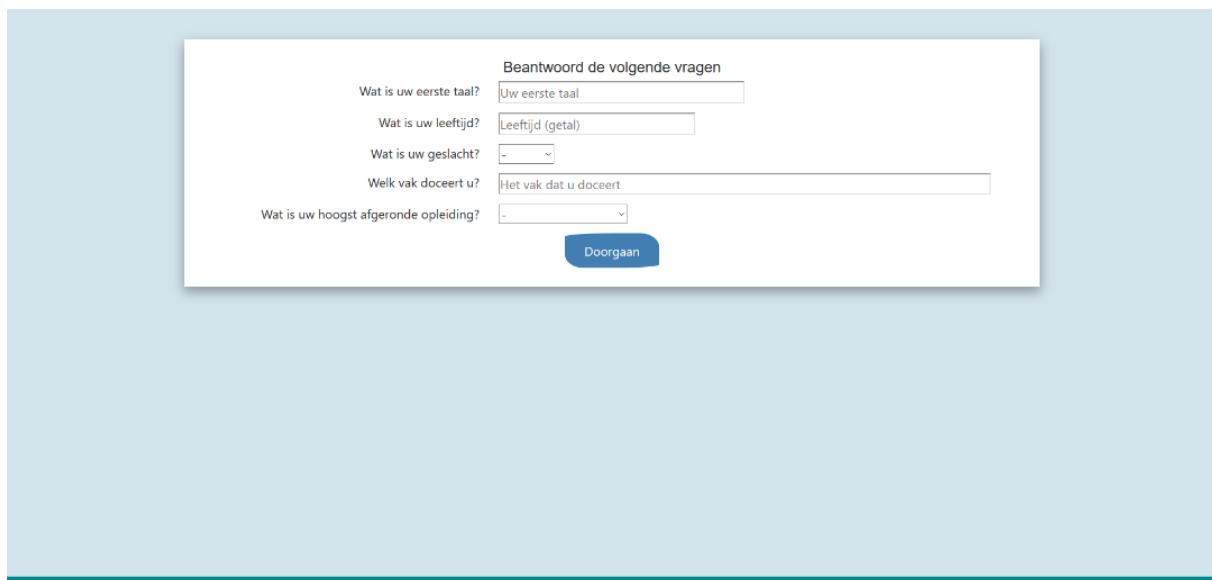 Beantwoord de volgende vragen
Wat is uw eerste taal? Uw eerste taal
Wat is uw leeftijd? Leeftijd (getal)
Wat is uw geslacht? -
Welk vak doceert u? Het vak dat u doceert
Wat is uw hoogst afgeronde opleiding? -
Doorgaan